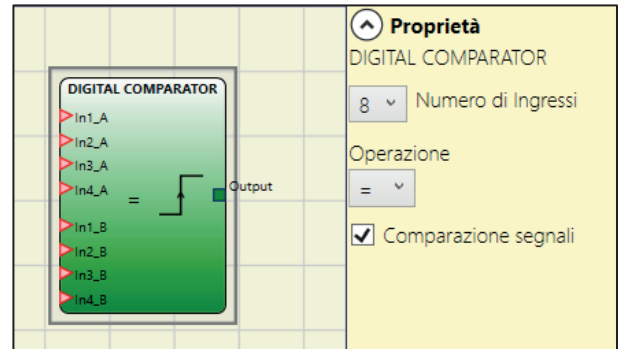 DIGITAL COMPARATOR
In1_A
In2_A
In3_A
In4_A
=
Output
In1_B
In2_B
In3_B
In4_B
Proprietà
DIGITAL COMPARATOR
8 Numero di Ingressi
Operazione
=
Comparazione segnali